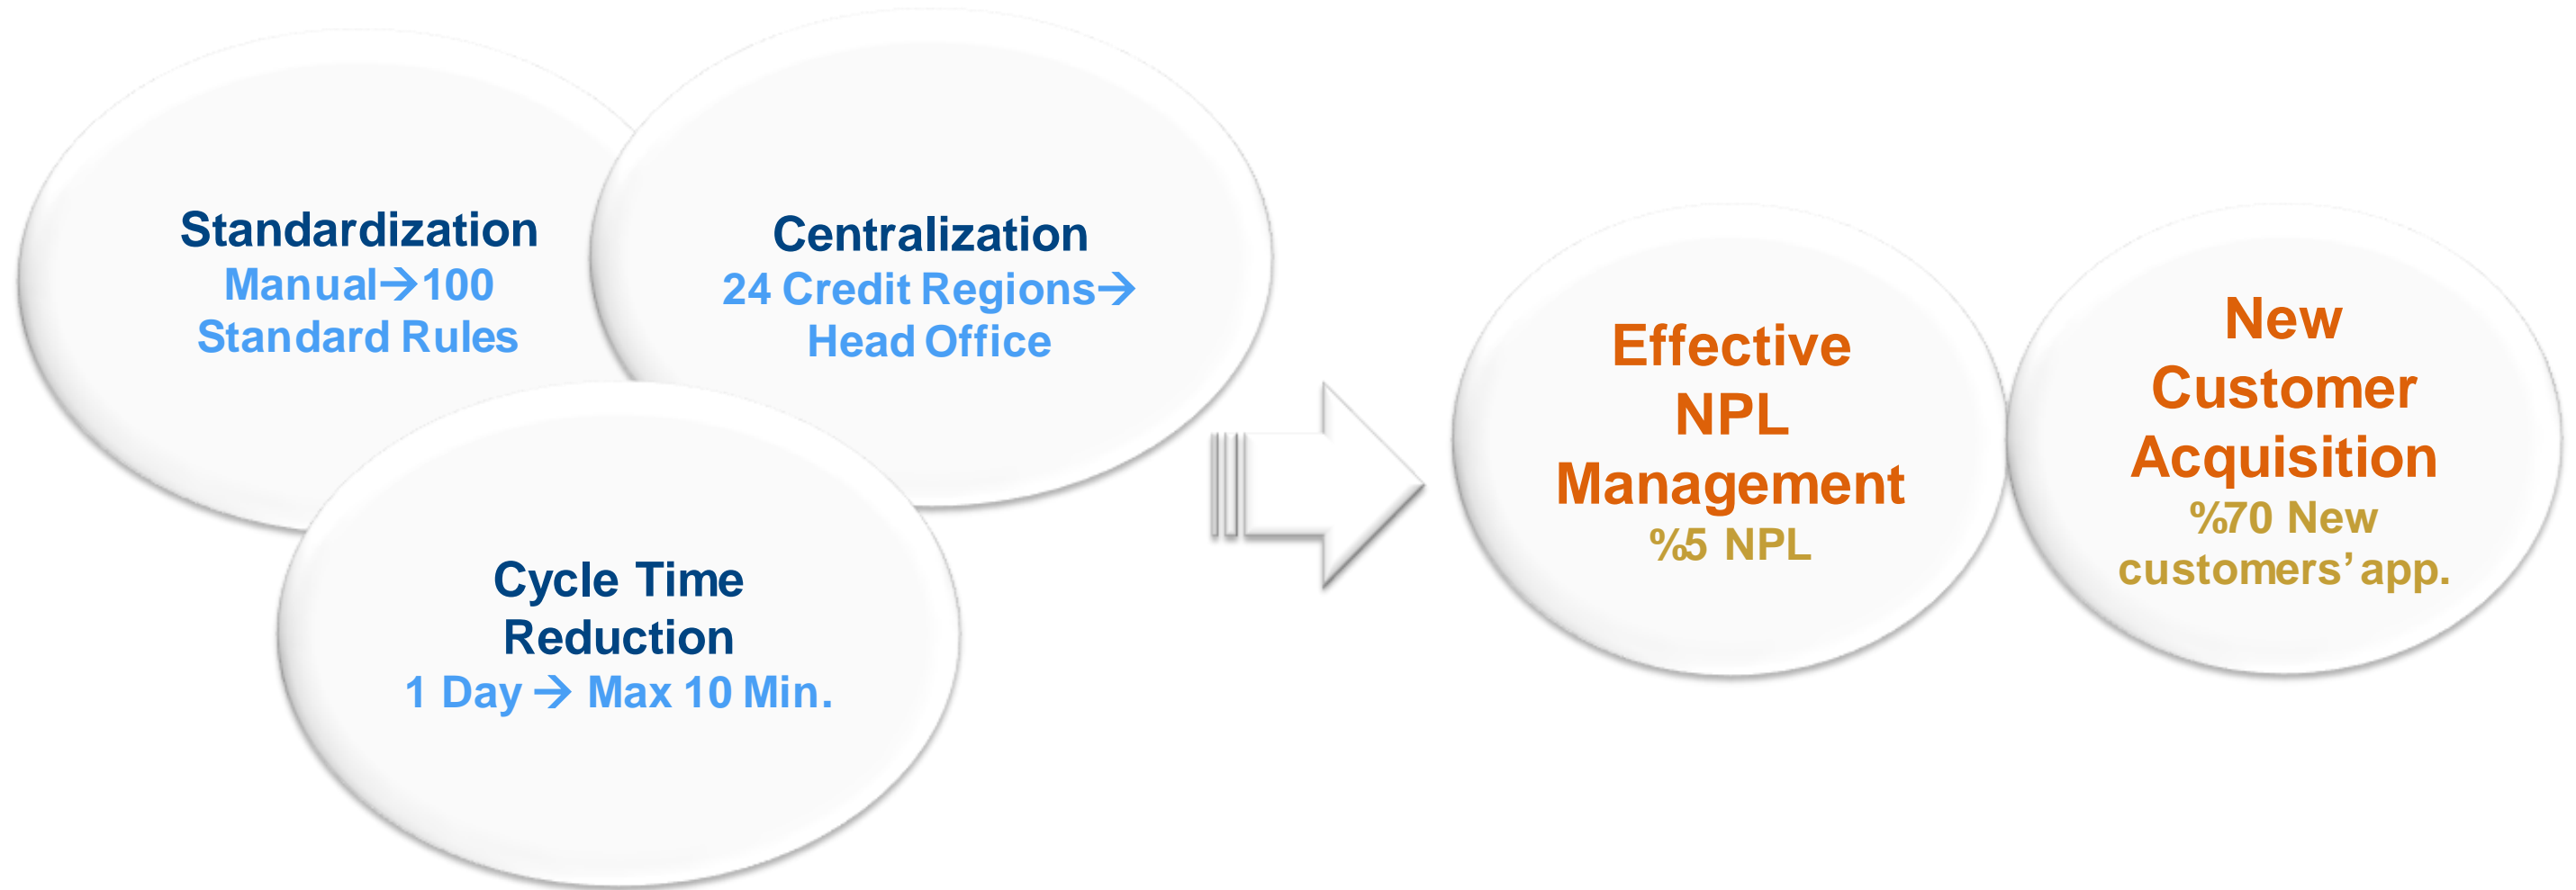 Standardization
Manual→100
Standard Rules
Centralization
24 Credit Regions→
Head Office
Cycle Time
Reduction
1 Day → Max 10 Min.
Effective
NPL
Management
%5 NPL
New
Customer
Acquisition
%70 New
customers’ app.